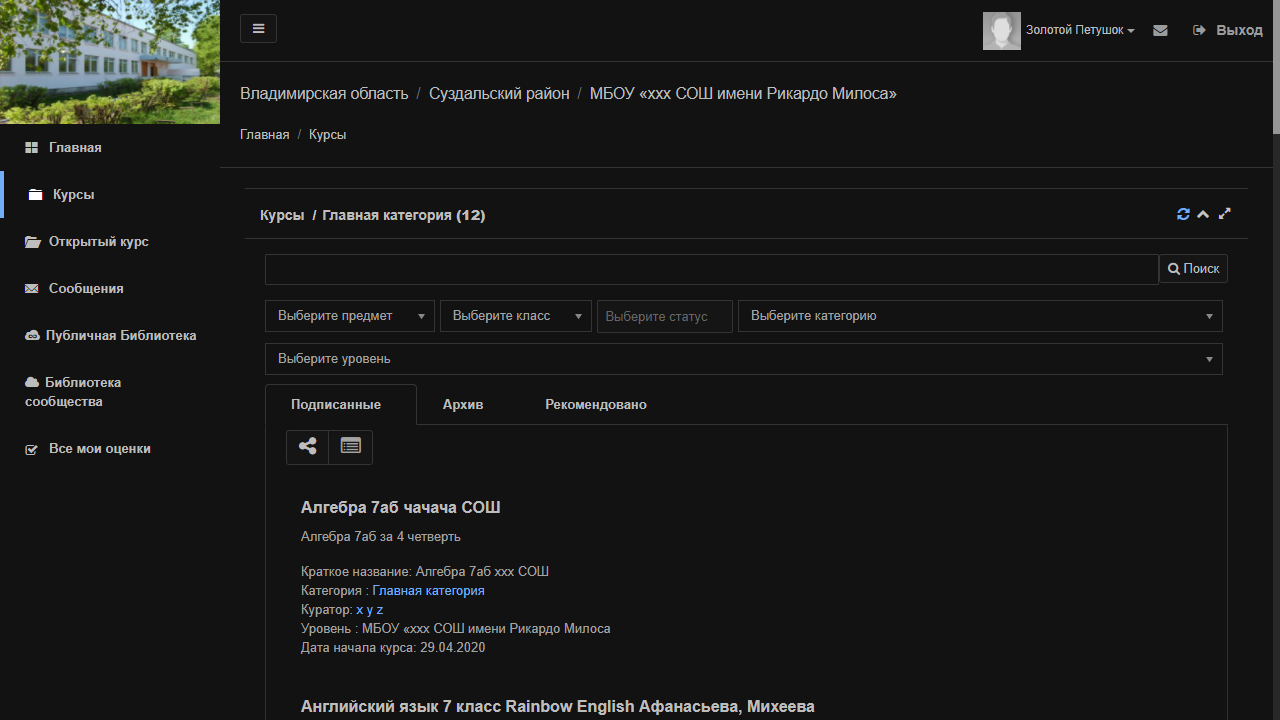 Золотой Петушок
Выход
Владимирская область / Суздальский район / МБОУ «ххх СОШ имени Рикардо Милоса»
Главная / Курсы
Главная
Курсы
Открытый курс
Сообщения
Публичная Библиотека
Библиотека
сообщества
Все мои оценки
Курсы / Главная категория (12)
Поиск
Выберите предмет
Выберите класс
Выберите статус
Выберите категорию
Выберите уровень
Подписанные
Архив
Рекомендовано
Алгебра 7аб чачача СОШ
Алгебра 7аб за 4 четверть
Краткое название: Алгебра 7аб ххх СОШ
Категория : Главная категория
Куратор: x y z
Уровень : МБОУ «ххх СОШ имени Рикардо Милоса
Дата начала курса: 29.04.2020
Английский язык 7 класс Rainbow English Афанасьева, Михеева